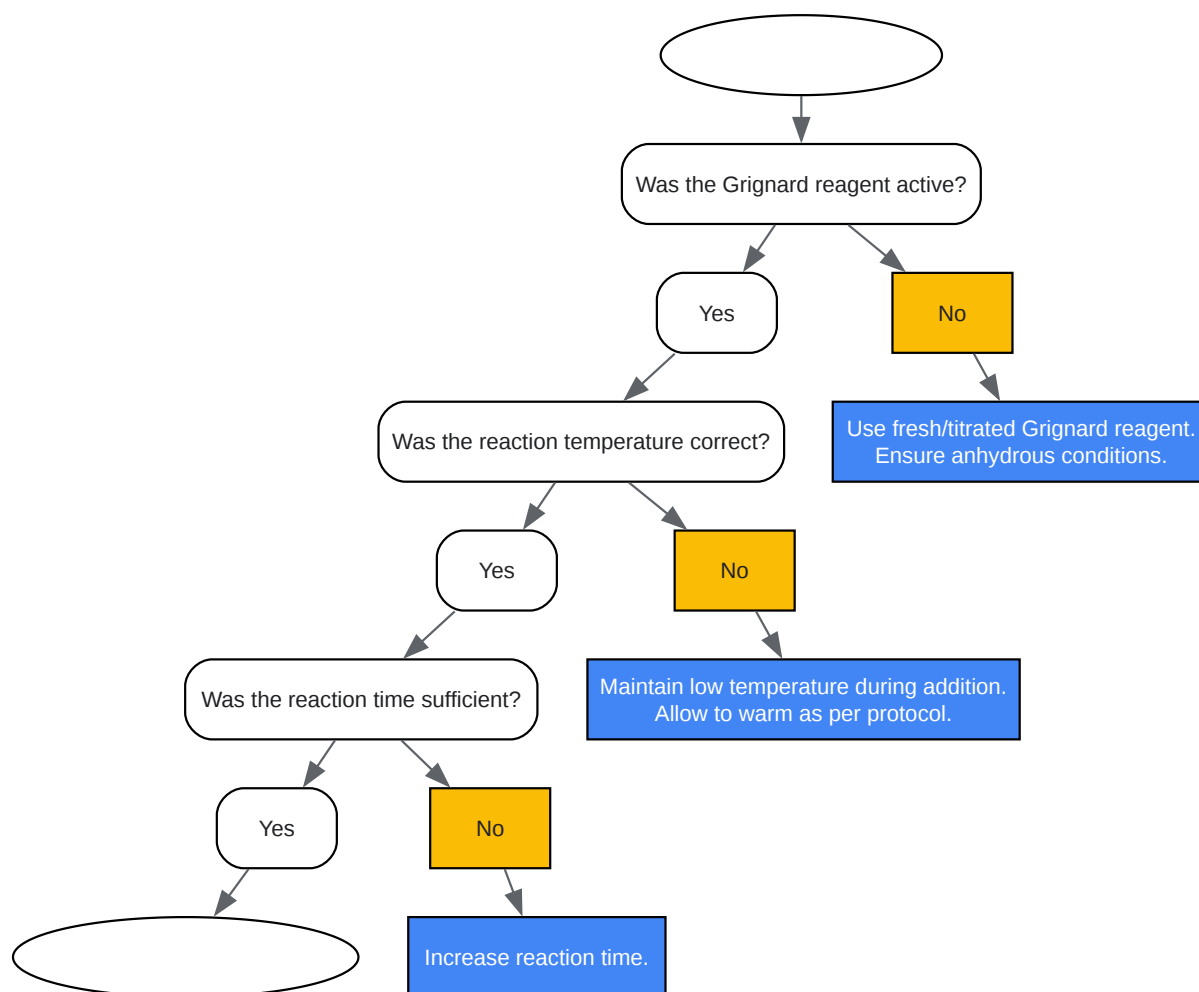 Was the Grignard reagent active?
Yes
No
Was the reaction temperature correct?
Use fresh/titrated Grignard reagent.
Ensure anhydrous conditions.
Yes
No
Was the reaction time sufficient?
Maintain low temperature during addition.
Allow to warm as per protocol.
Yes
No
Increase reaction time.